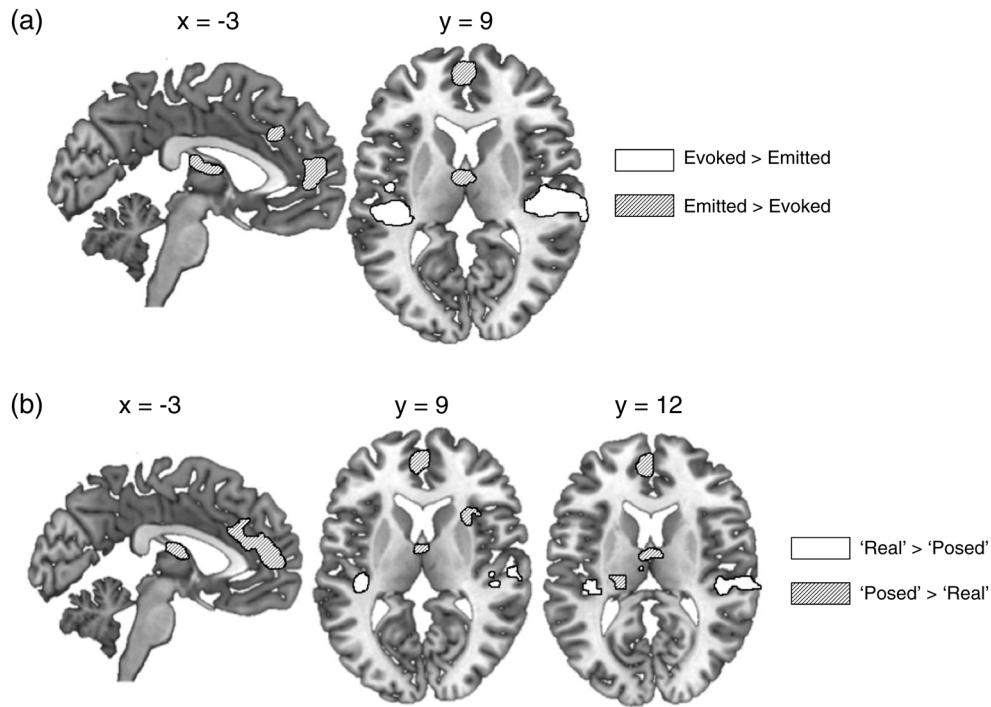 (a)
x = -3
y = 9
Evoked > Emitted
Emitted > Evoked
(b)
x = -3
y = 9
y = 12
‘Real’ > ‘Posed’
‘Posed’ > ‘Real’